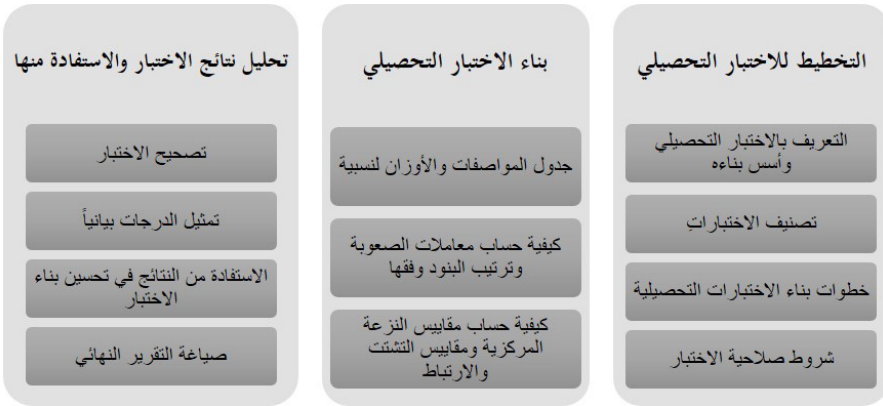 التخطيط للاختبار التحصيلي
التعريف بالاختبار التحصيلي
وأسس بناءه
تصنيف الاختباراتِ
خطوات بناء الاختبارات التحصيلية
شروط صلاحية الاختبار
بناء الاختبار التحصيلي
جدول المواصفات والأوزان لنسبية
كيفية حساب معاملات الصعوبة
وترتيب البنود وفقها
كيفية حساب مقاييس النزعة
المركزية ومقاييس التشتت
والارتباط
تحليل نتائج الاختبار والاستفادة منها
تصحيح الاختبار
تمثيل الدرجات بيانياً
الاستفادة من النتائج في تحسين بناء
الاختبار
صياغة التقرير النهائي